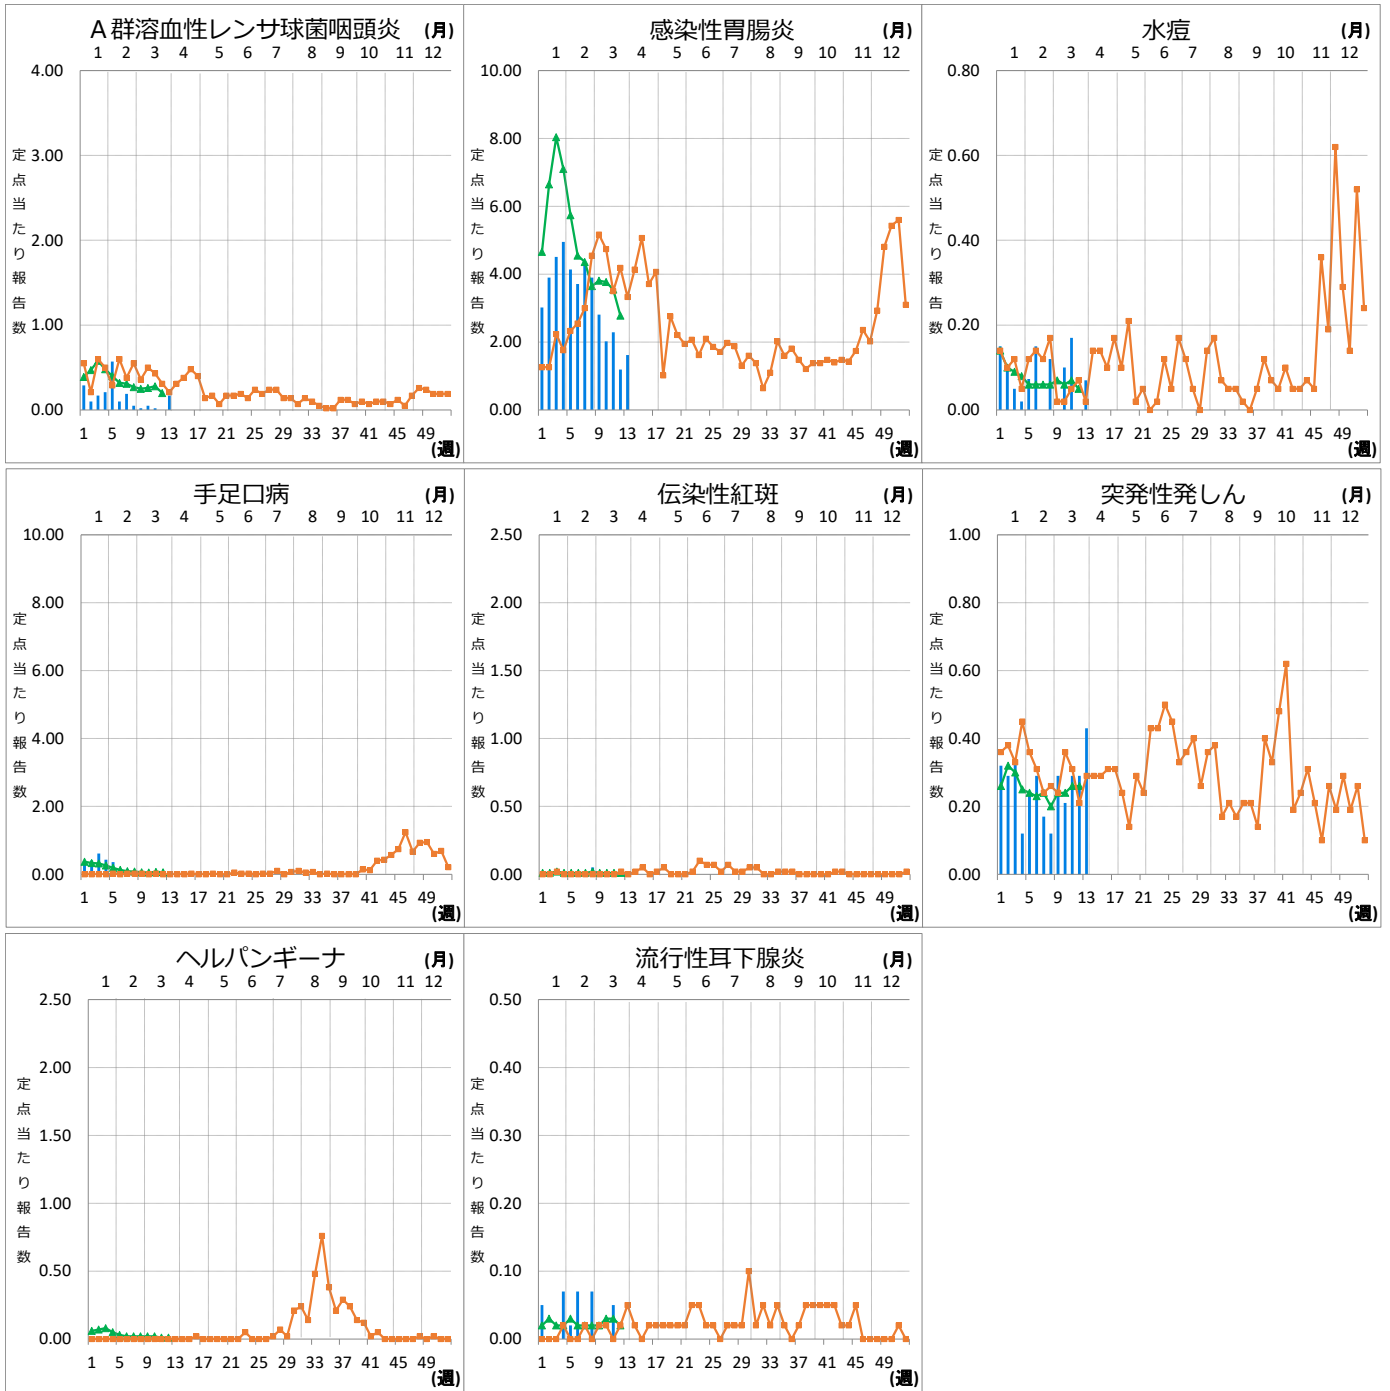 A群溶血性レンサ球菌咽頭炎 (月)
1 2 3 4 5 6 7 8 9 10 11 12
4.00
3.00
2.00
1.00
0.00
定点当たり報告数
1 5 9 13 17 21 25 29 33 37 41 45 49
(週)
感染性胃腸炎 (月)
1 2 3 4 5 6 7 8 9 10 11 12
10.00
8.00
6.00
4.00
2.00
0.00
定点当たり報告数
1 5 9 13 17 21 25 29 33 37 41 45 49
(週)
水痘 (月)
1 2 3 4 5 6 7 8 9 10 11 12
0.80
0.60
0.40
0.20
0.00
定点当たり報告数
1 5 9 13 17 21 25 29 33 37 41 45 49
(週)
手足口病 (月)
1 2 3 4 5 6 7 8 9 10 11 12
10.00
8.00
6.00
4.00
2.00
0.00
定点当たり報告数
1 5 9 13 17 21 25 29 33 37 41 45 49
(週)
伝染性紅斑 (月)
1 2 3 4 5 6 7 8 9 10 11 12
2.50
2.00
1.50
1.00
0.50
0.00
定点当たり報告数
1 5 9 13 17 21 25 29 33 37 41 45 49
(週)
突発性発しん (月)
1 2 3 4 5 6 7 8 9 10 11 12
1.00
0.80
0.60
0.40
0.20
0.00
定点当たり報告数
1 5 9 13 17 21 25 29 33 37 41 45 49
(週)
ヘルパンギーナ (月)
1 2 3 4 5 6 7 8 9 10 11 12
2.50
2.00
1.50
1.00
0.50
0.00
定点当たり報告数
1 5 9 13 17 21 25 29 33 37 41 45 49
(週)
流行性耳下腺炎 (月)
1 2 3 4 5 6 7 8 9 10 11 12
0.50
0.40
0.30
0.20
0.10
0.00
定点当たり報告数
1 5 9 13 17 21 25 29 33 37 41 45 49
(週)